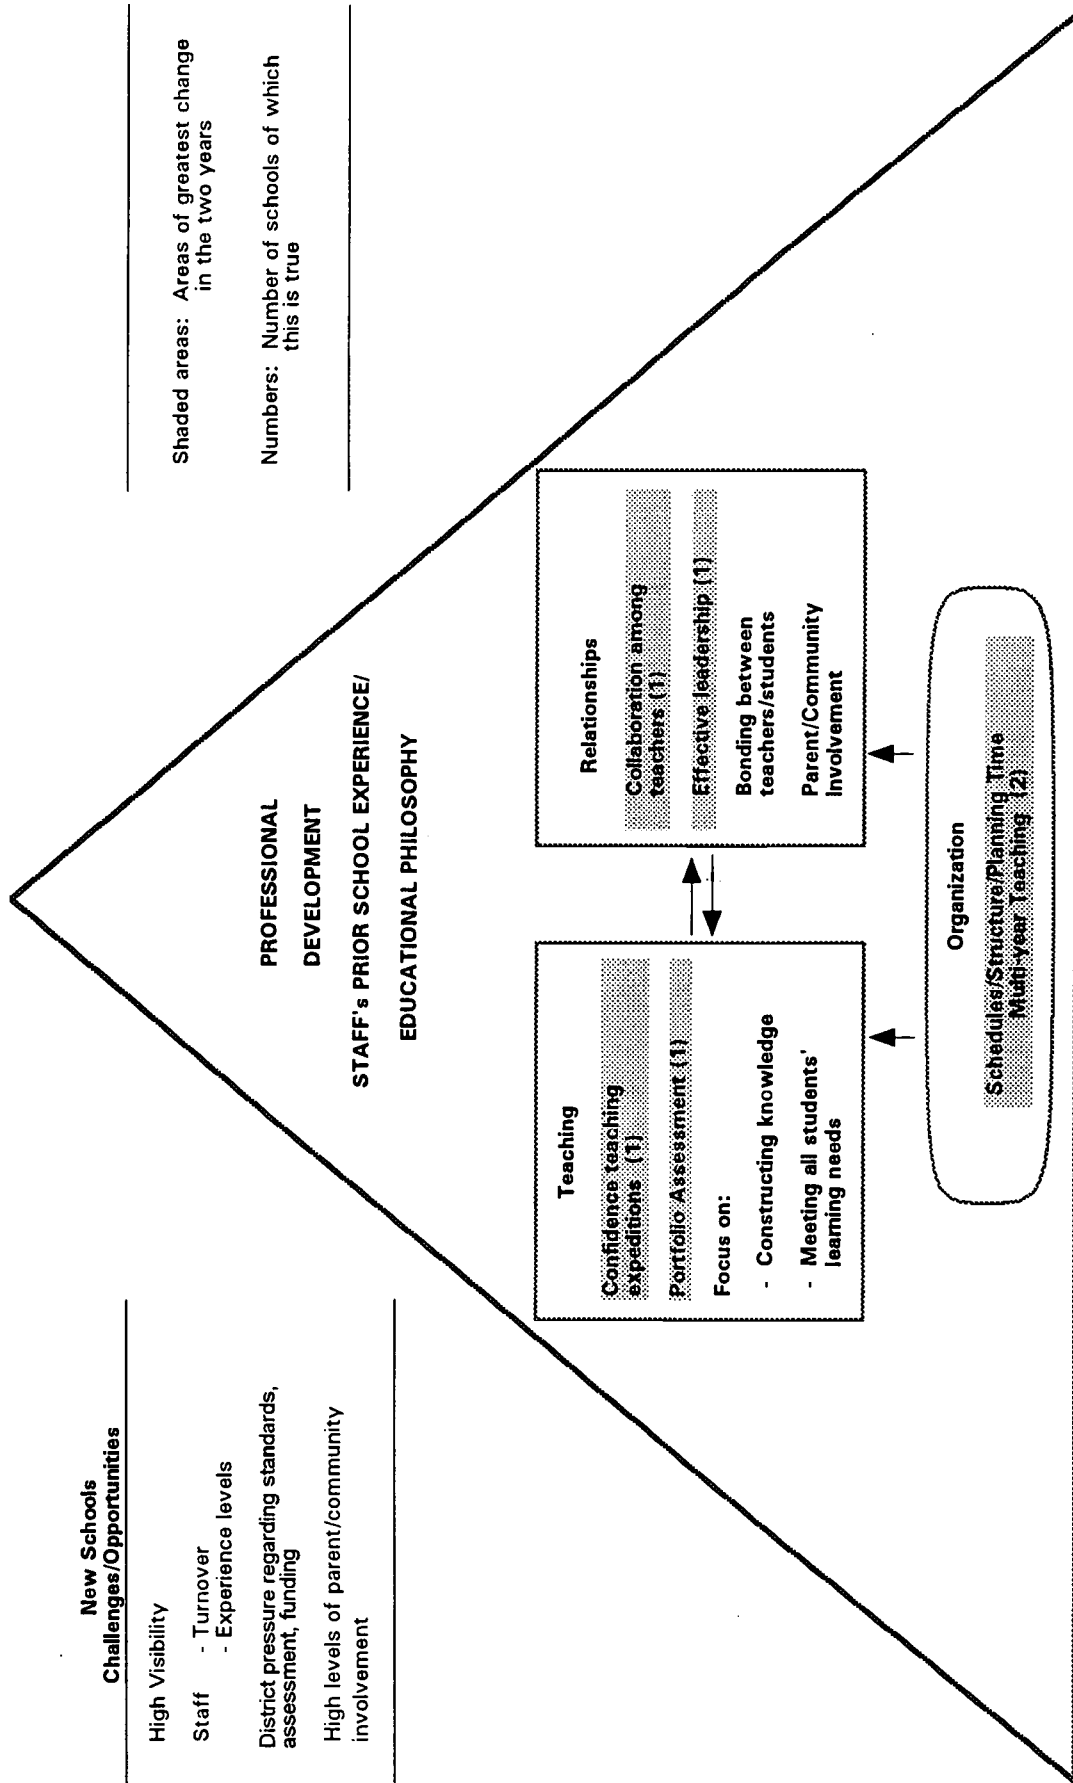 New Schools
Challenges/Opportunities
High Visibility
Staff - Turnover
- Experience levels
District pressure regarding standards,
assessment, funding
High levels of parent/community
involvement
Shaded areas: Areas of greatest change
in the two years
Numbers: Number of schools of which
this is true
PROFESSIONAL
DEVELOPMENT
STAFF's PRIOR SCHOOL EXPERIENCE/
EDUCATIONAL PHILOSOPHY
Teaching
Confidence teaching
expeditions (1)
Portfolio Assessment (1)
Focus on:
- Constructing knowledge
- Meeting all students'
learning needs
Relationships
Collaboration among
teachers (1)
Effective leadership (1)
Bonding between
teachers/students
Parent/Community
Involvement
Organization
Schedules/Structure/Planning Time
Multi-year Teaching (2)